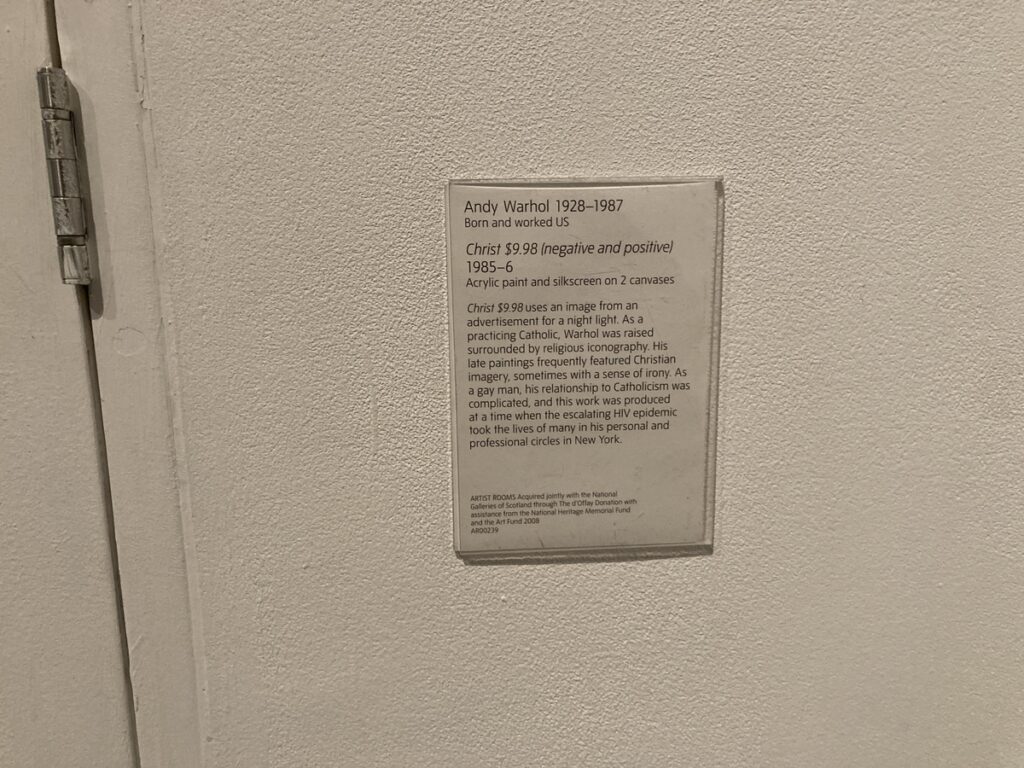 Andy Warhol 1928–1987
Born and worked US
Christ $9.98 (negative and positive)
1985–6
Acrylic paint and silkscreen on 2 canvases
Christ $9.98 uses an image from an
advertisement for a night light. As a
practicing Catholic, Warhol was raised
surrounded by religious iconography. His
late paintings frequently featured Christian
imagery, sometimes with a sense of irony. As
a gay man, his relationship to Catholicism was
complicated, and this work was produced
at a time when the escalating HIV epidemic
took the lives of many in his personal and
professional circles in New York.
ARTIST ROOMS Acquired jointly with the National
Galleries of Scotland through The d'Offay Donation with
assistance from the National Heritage Memorial Fund
and the Art Fund 2008
AR00239